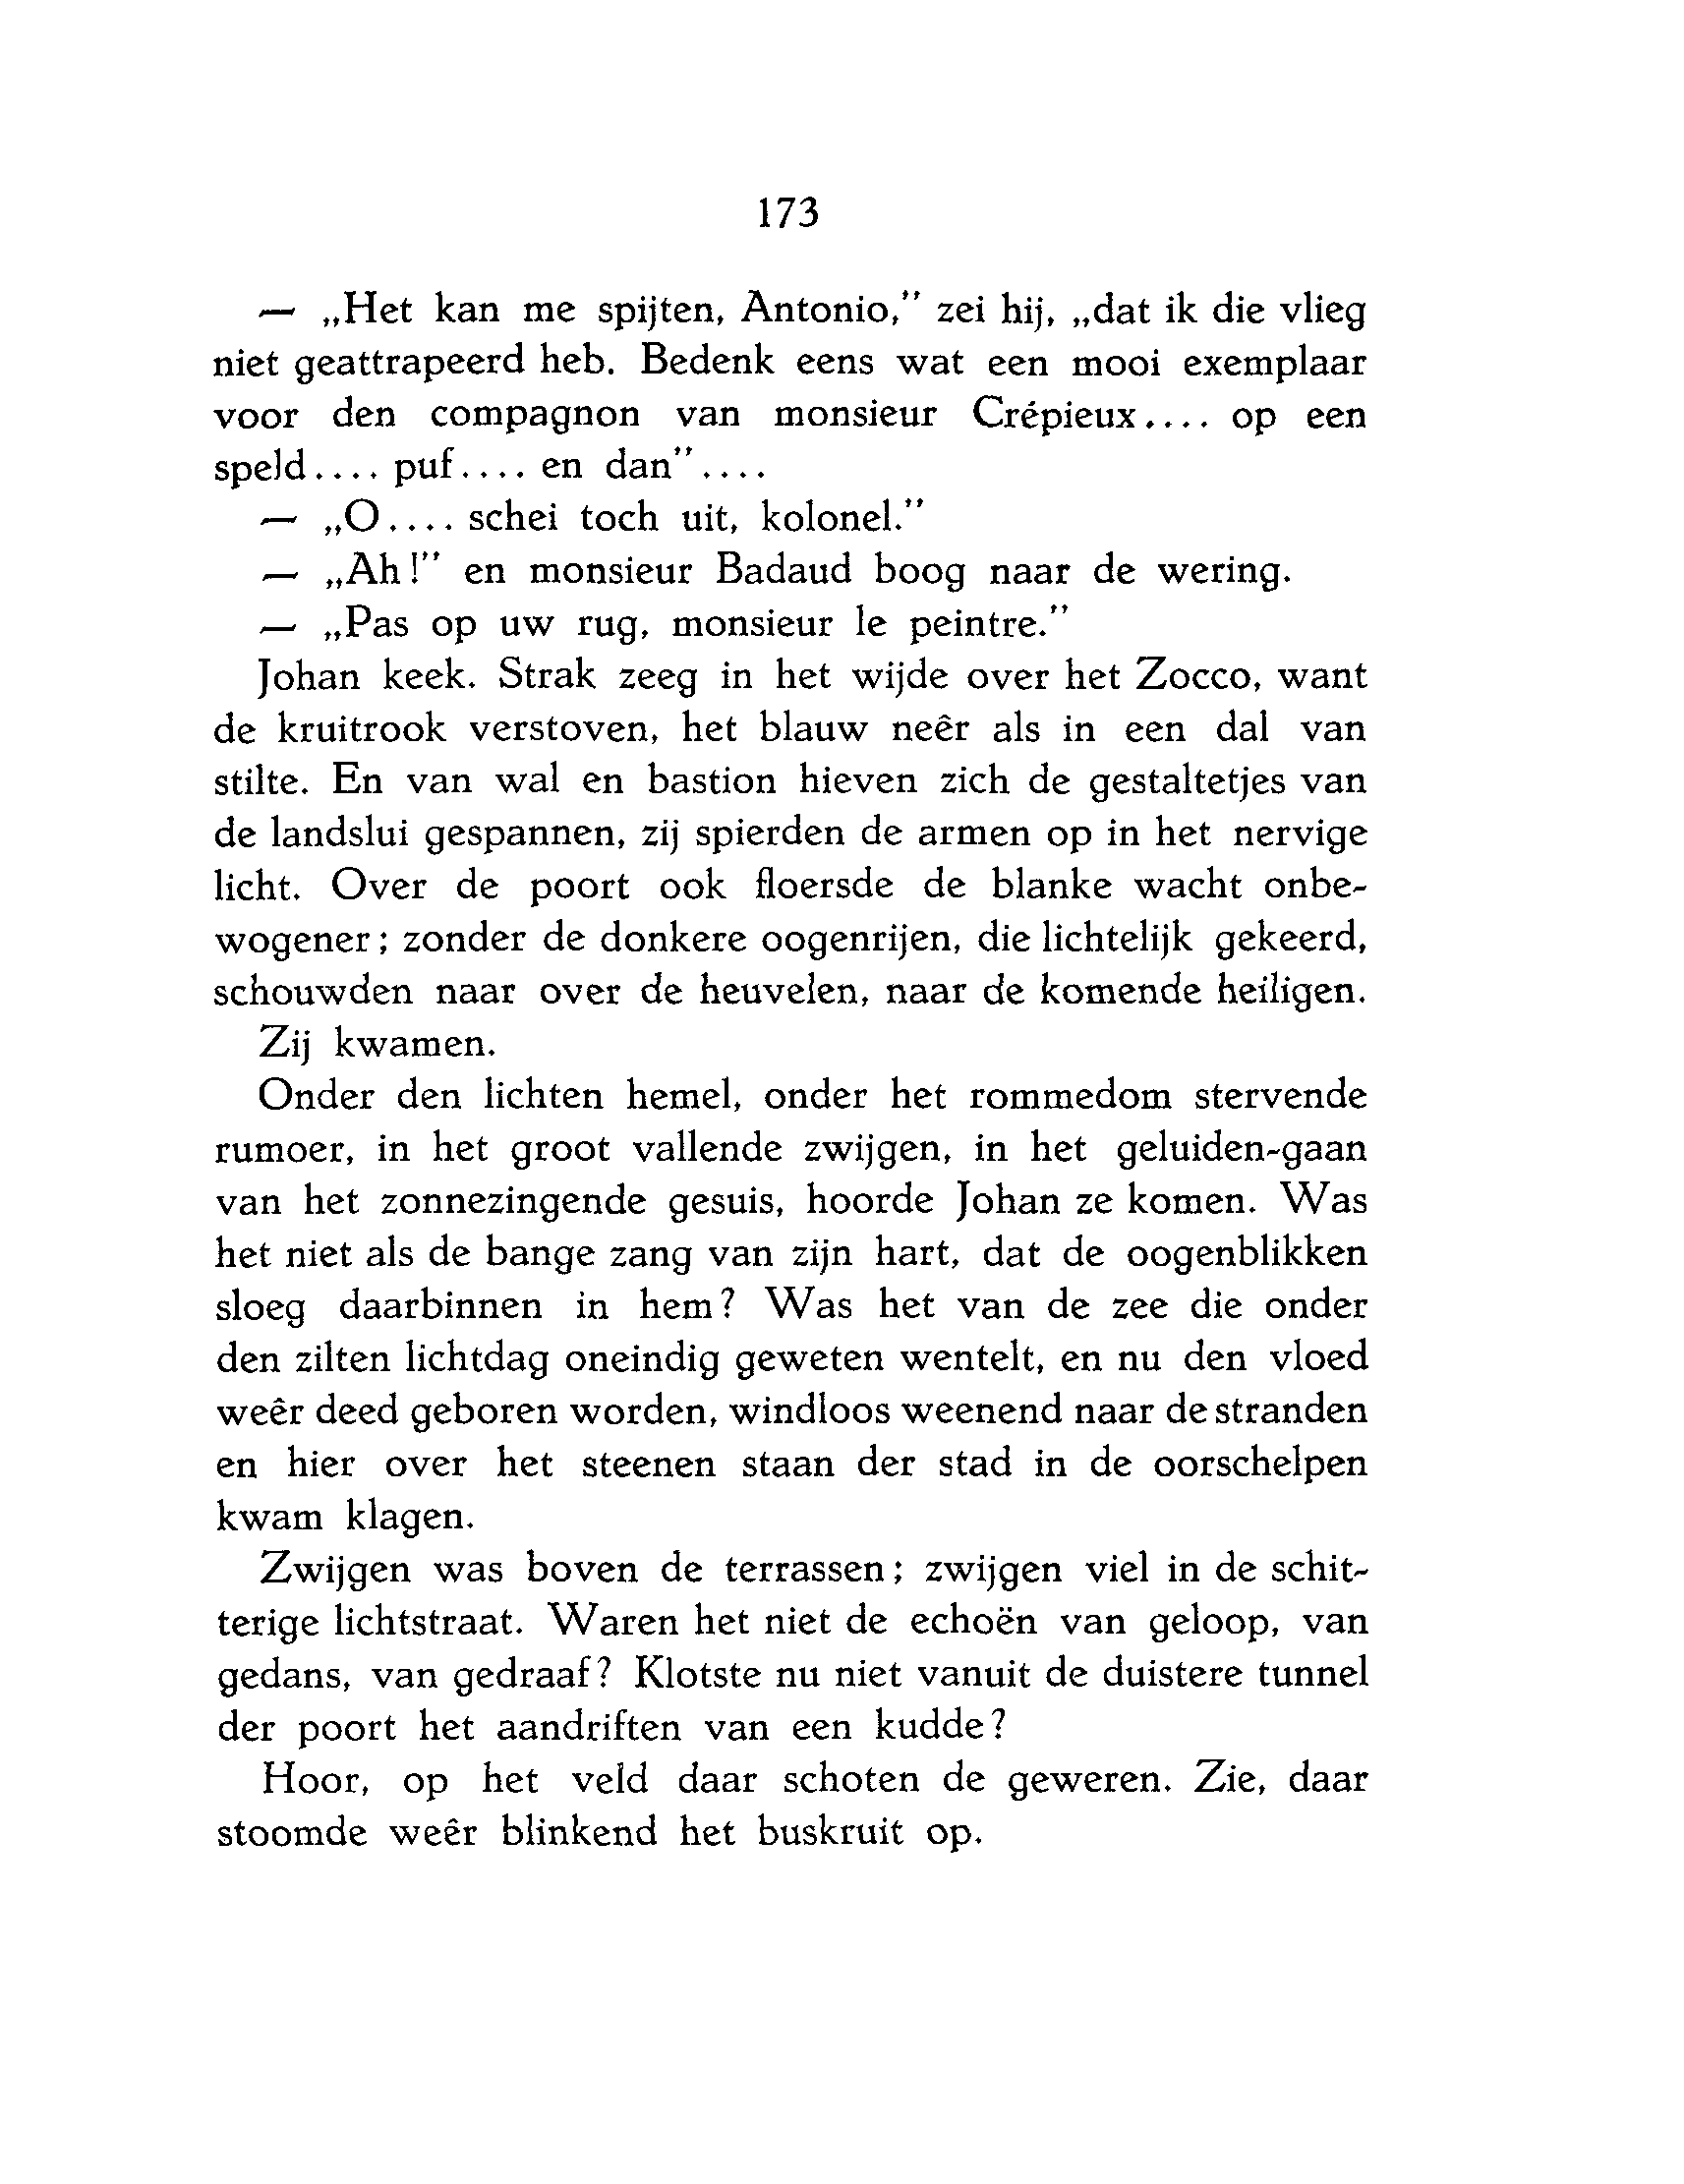 173
— „Het kan me spijten, Antonio,” zei hij, „dat ik die vlieg
niet geattrapeerd heb. Bedenk eens wat een mooi exemplaar
voor den compagnon van monsieur Crépieux.... op een
speld.... puf.... en dan”....
— „O.... schei toch uit, kolonel.”
— „Ah!” en monsieur Badaud boog naar de wering.
— „Pas op uw rug, monsieur le peintre.”
Johan keek. Strak zeeg in het wijde over het Zocco, want
de kruitrook verstoven, het blauw neêr als in een dal van
stilte. En van wal en bastion hieven zich de gestaltetjes van
de landslui gespannen, zij spierden de armen op in het nervige
licht. Over de poort ook floersde de blanke wacht onbe-
wogener; zonder de donkere oogenrijen, die lichtelijk gekeerd,
schouwden naar over de heuvelen, naar de komende heiligen.
Zij kwamen.
Onder den lichten hemel, onder het rommedom stervende
rumoer, in het groot vallende zwijgen, in het geluiden-gaan
van het zonnezingende gesuis, hoorde Johan ze komen. Was
het niet als de bange zang van zijn hart, dat de oogenblikken
sloeg daarbinnen in hem? Was het van de zee die onder
den zilten lichtdag oneindig geweten wentelt, en nu den vloed
weêr deed geboren worden, windloos weenend naar de stranden
en hier over het steenen staan der stad in de oorschelpen
kwam klagen.
Zwijgen was boven de terrassen; zwijgen viel in de schit-
terige lichtstraat. Waren het niet de echoën van geloop, van
gedans, van gedraaf? Klotste nu niet vanuit de duistere tunnel
der poort het aandriften van een kudde?
Hoor, op het veld daar schoten de geweren. Zie, daar
stoomde weêr blinkend het buskruit op.